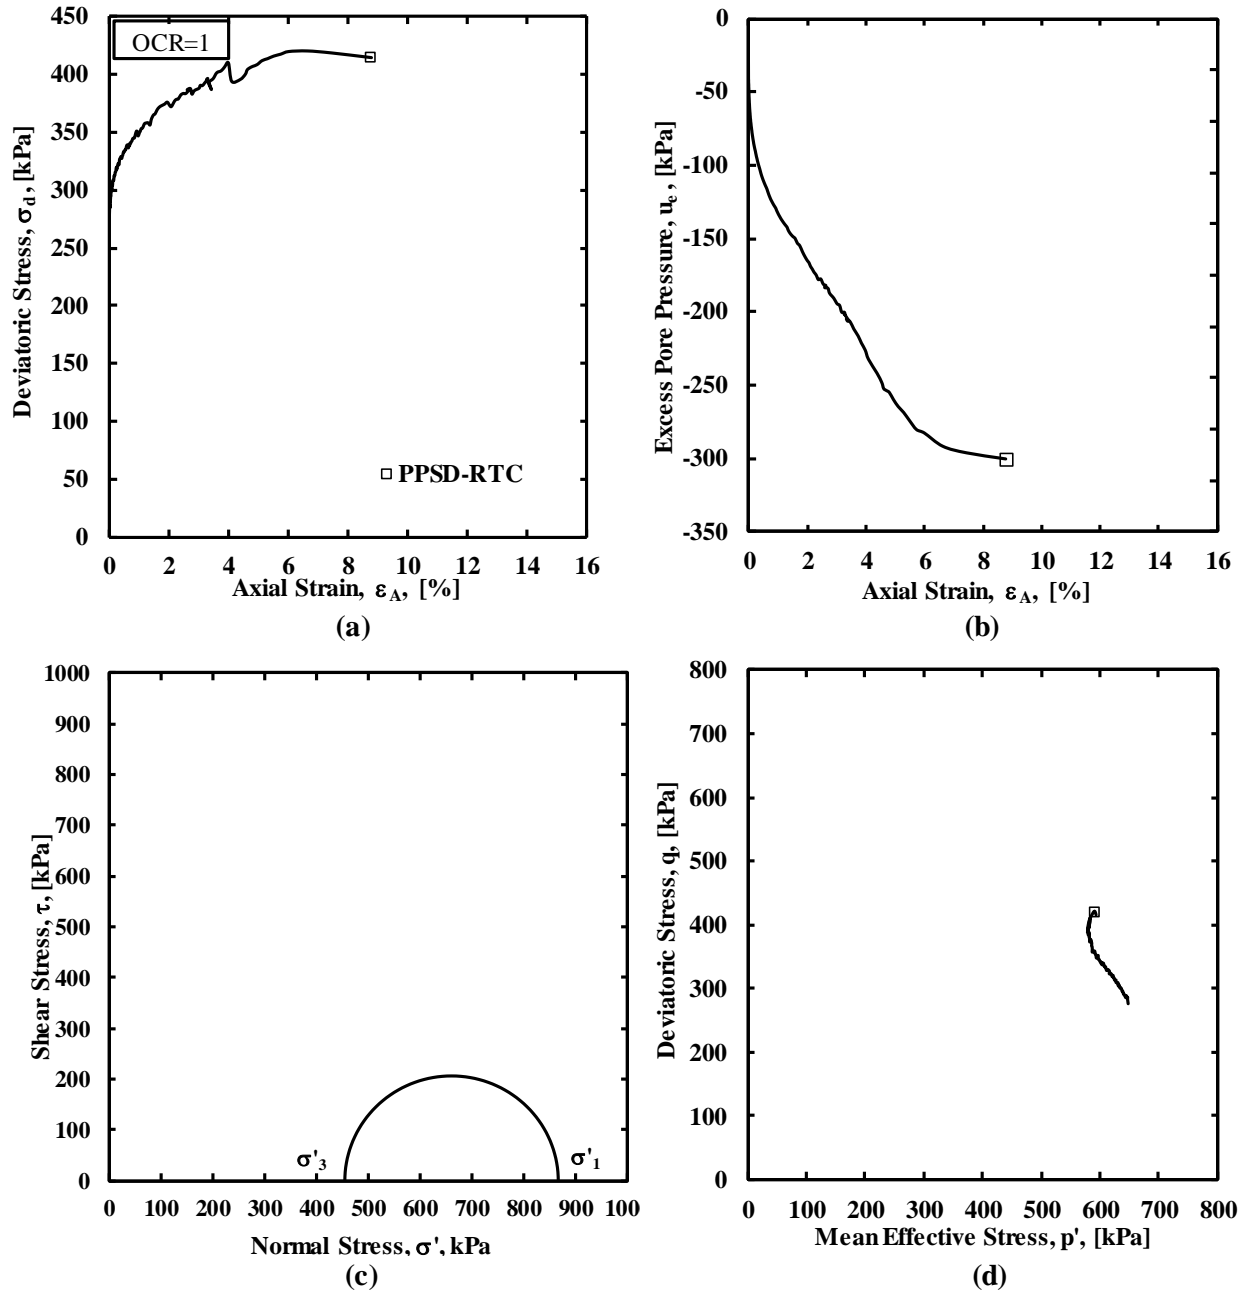 OCR=1
450
400
350
300
250
200
150
100
50
0
Deviatoric Stress, σd, [kPa]
PPSD-RTC
0 2 4 6 8 10 12 14 16
Axial Strain, εA, [%]
(a)
0
-50
-100
-150
-200
-250
-300
-350
Excess Pore Pressure, ue, [kPa]
0 2 4 6 8 10 12 14 16
Axial Strain, εA, [%]
(b)
1000
900
800
700
600
500
400
300
200
100
0
Shear Stress, τ, [kPa]
σ'3
σ'1
0 100 200 300 400 500 600 700 800 900 1000
Normal Stress, σ', kPa
(c)
800
700
600
500
400
300
200
100
0
Deviatoric Stress, q, [kPa]
0 100 200 300 400 500 600 700 800
Mean Effective Stress, p', [kPa]
(d)